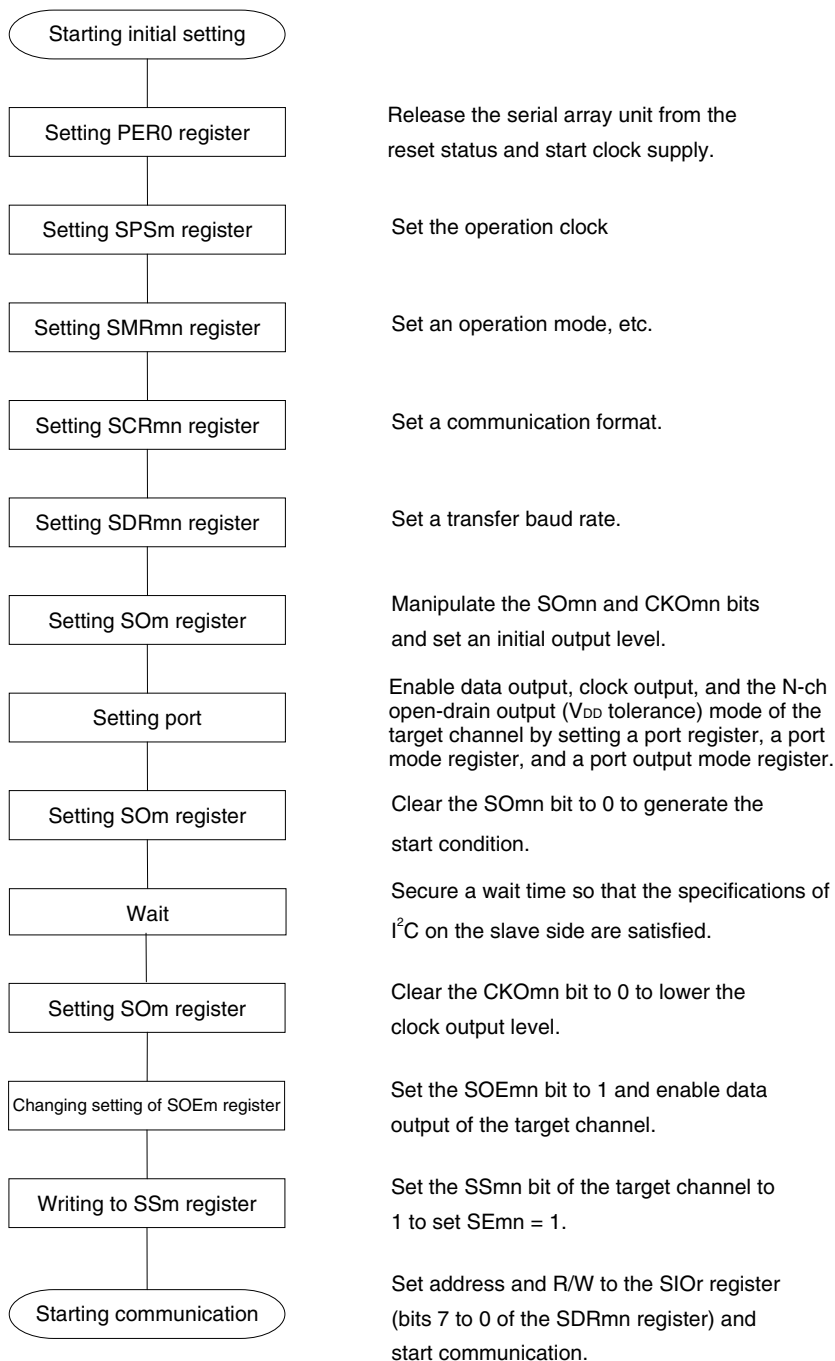 Starting initial setting
Setting PER0 register
Release the serial array unit from the
reset status and start clock supply.
Setting SPSm register
Set the operation clock
Setting SMRmn register
Set an operation mode, etc.
Setting SCRmn register
Set a communication format.
Setting SDRmn register
Set a transfer baud rate.
Setting SOm register
Manipulate the SOmn and CKOmn bits
and set an initial output level.
Setting port
Enable data output, clock output, and the N-ch
open-drain output (VDD tolerance) mode of the
target channel by setting a port register, a port
mode register, and a port output mode register.
Setting SOm register
Clear the SOmn bit to 0 to generate the
start condition.
Wait
Secure a wait time so that the specifications of
I²C on the slave side are satisfied.
Setting SOm register
Clear the CKOmn bit to 0 to lower the
clock output level.
Changing setting of SOEm register
Set the SOEmn bit to 1 and enable data
output of the target channel.
Writing to SSm register
Set the SSmn bit of the target channel to
1 to set SEmn = 1.
Starting communication
Set address and R/W to the SIOr register
(bits 7 to 0 of the SDRmn register) and
start communication.